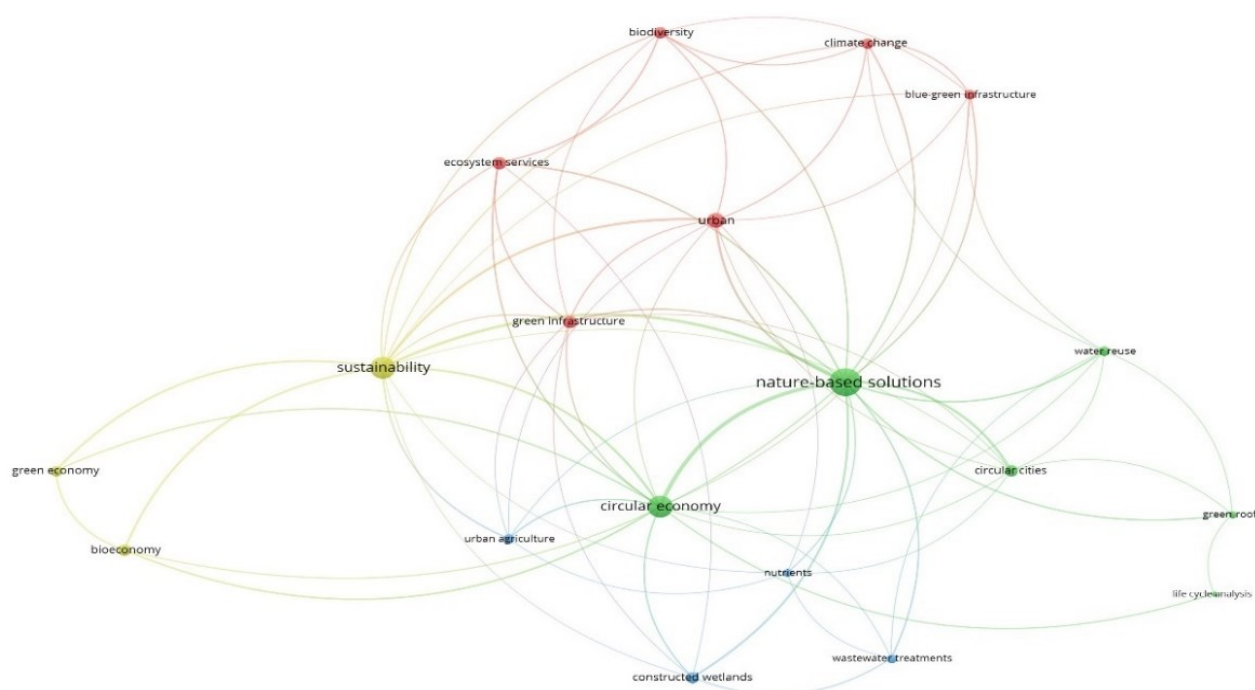 biodiversity
climate change
blue-green infrastructure
ecosystem services
urban
green infrastructure
water reuse
sustainability
nature-based solutions
green economy
circular cities
circular economy
green roof
urban agriculture
bioeconomy
nutrients
life cycle analysis
wastewater treatments
constructed wetlands